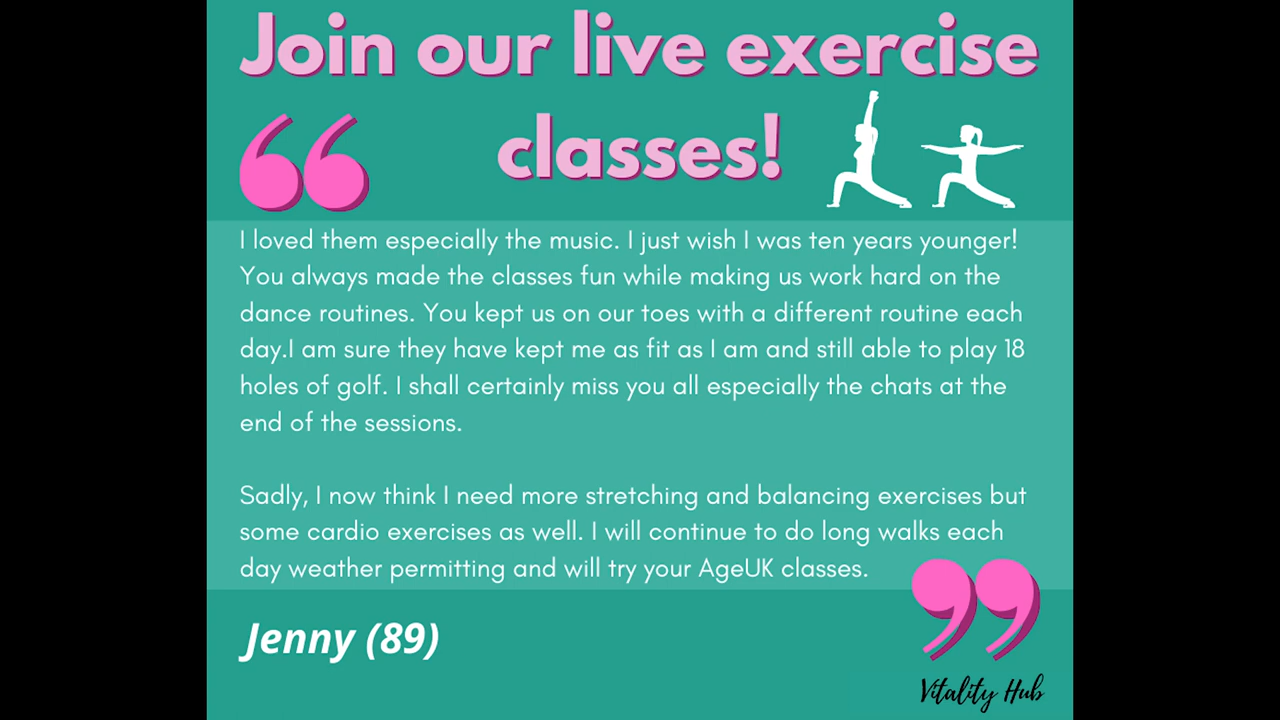 Join our live exercise
classes!
I loved them especially the music. I just wish I was ten years younger!
You always made the classes fun while making us work hard on the
dance routines. You kept us on our toes with a different routine each
day.I am sure they have kept me as fit as I am and still able to play 18
holes of golf. I shall certainly miss you all especially the chats at the
end of the sessions.
Sadly, I now think I need more stretching and balancing exercises but
some cardio exercises as well. I will continue to do long walks each
day weather permitting and will try your AgeUK classes.
Jenny (89)
Vitality Hub